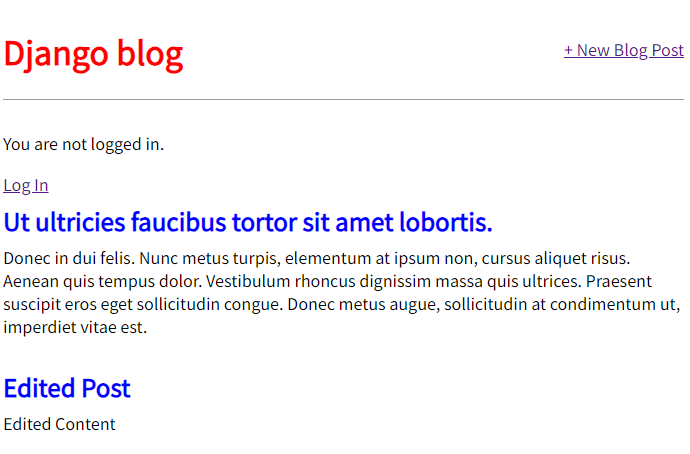 Django blog
+ New Blog Post
You are not logged in.
Log In
Ut ultricies faucibus tortor sit amet lobortis.
Donec in dui felis. Nunc metus turpis, elementum at ipsum non, cursus aliquet risus.
Aenean quis tempus dolor. Vestibulum rhoncus dignissim massa quis ultrices. Praesent
suscipit eros eget sollicitudin congue. Donec metus augue, sollicitudin at condimentum ut,
imperdiet vitae est.
Edited Post
Edited Content